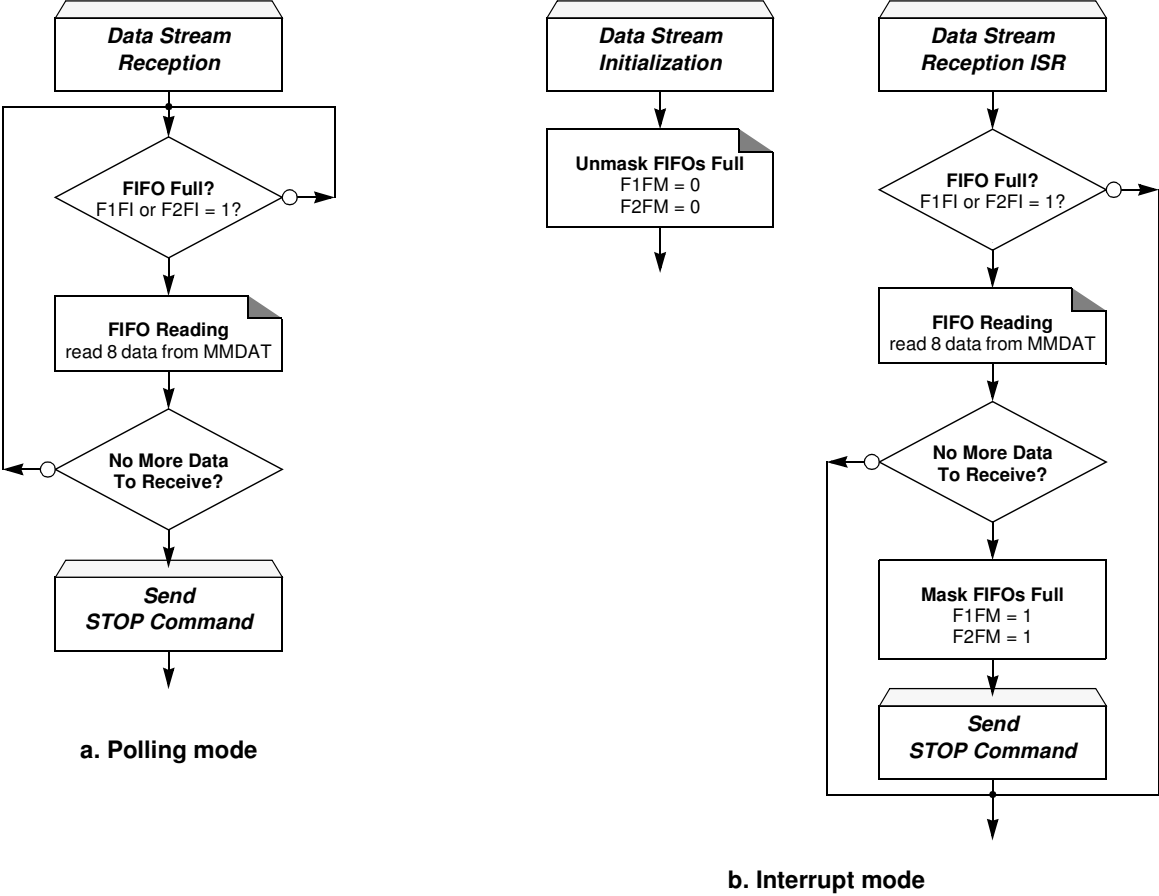 Data Stream
Reception
FIFO Full?
F1FI or F2FI = 1?
FIFO Reading
read 8 data from MMDAT
No More Data
To Receive?
Send
STOP Command
a. Polling mode
Data Stream
Initialization
Unmask FIFOs Full
F1FM = 0
F2FM = 0
Data Stream
Reception ISR
FIFO Full?
F1FI or F2FI = 1?
FIFO Reading
read 8 data from MMDAT
No More Data
To Receive?
Mask FIFOs Full
F1FM = 1
F2FM = 1
Send
STOP Command
b. Interrupt mode